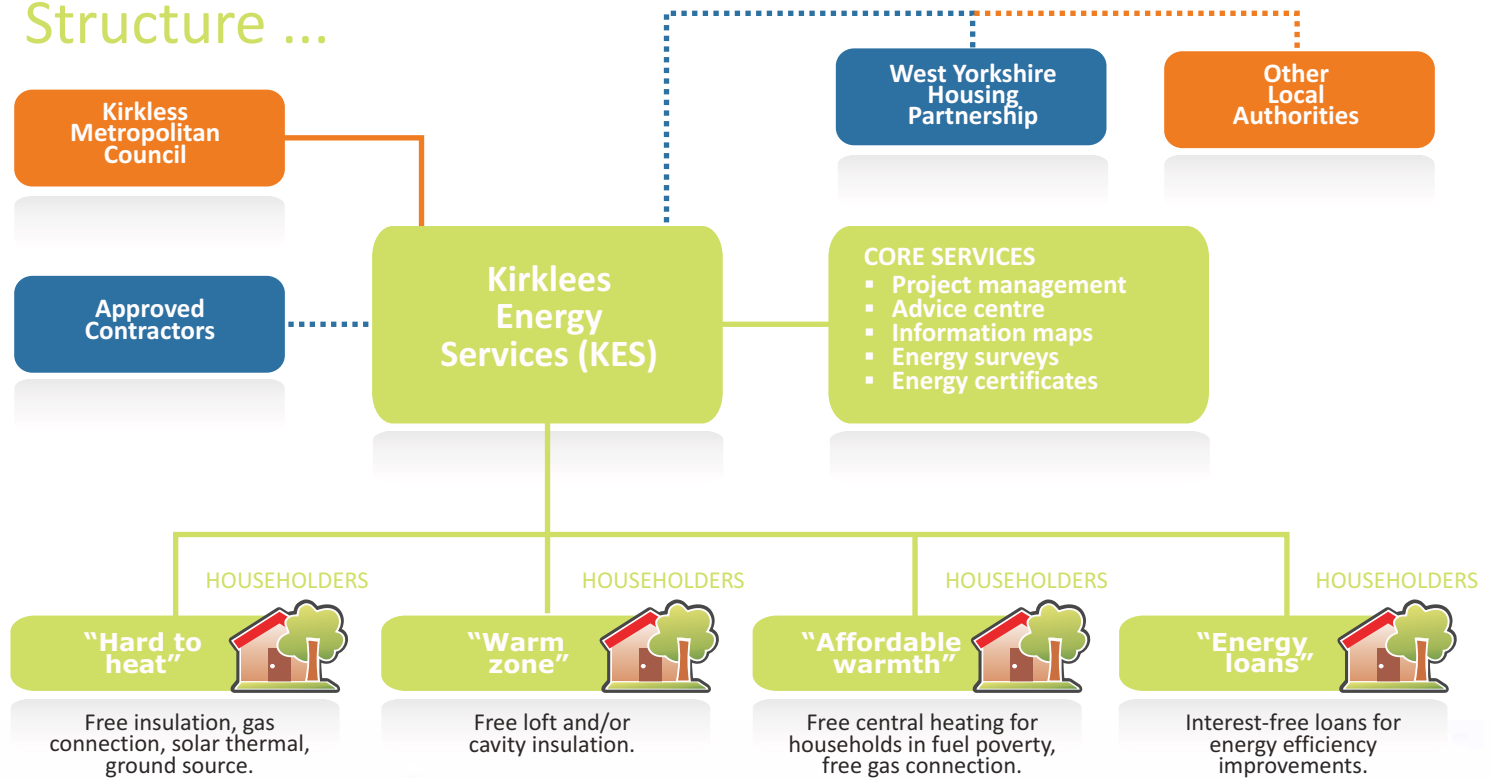 Structure ...
Kirkless
Metropolitan
Council
West Yorkshire
Housing
Partnership
Other
Local
Authorities
Approved
Contractors
Kirklees
Energy
Services (KES)
CORE SERVICES
▪ Project management
▪ Advice centre
▪ Information maps
▪ Energy surveys
▪ Energy certificates
HOUSEHOLDERS
"Hard to
heat"
Free insulation, gas
connection, solar thermal,
ground source.
HOUSEHOLDERS
"Warm
zone"
Free loft and/or
cavity insulation.
HOUSEHOLDERS
"Affordable
warmth"
Free central heating for
households in fuel poverty,
free gas connection.
HOUSEHOLDERS
"Energy
loans"
Interest-free loans for
energy efficiency
improvements.